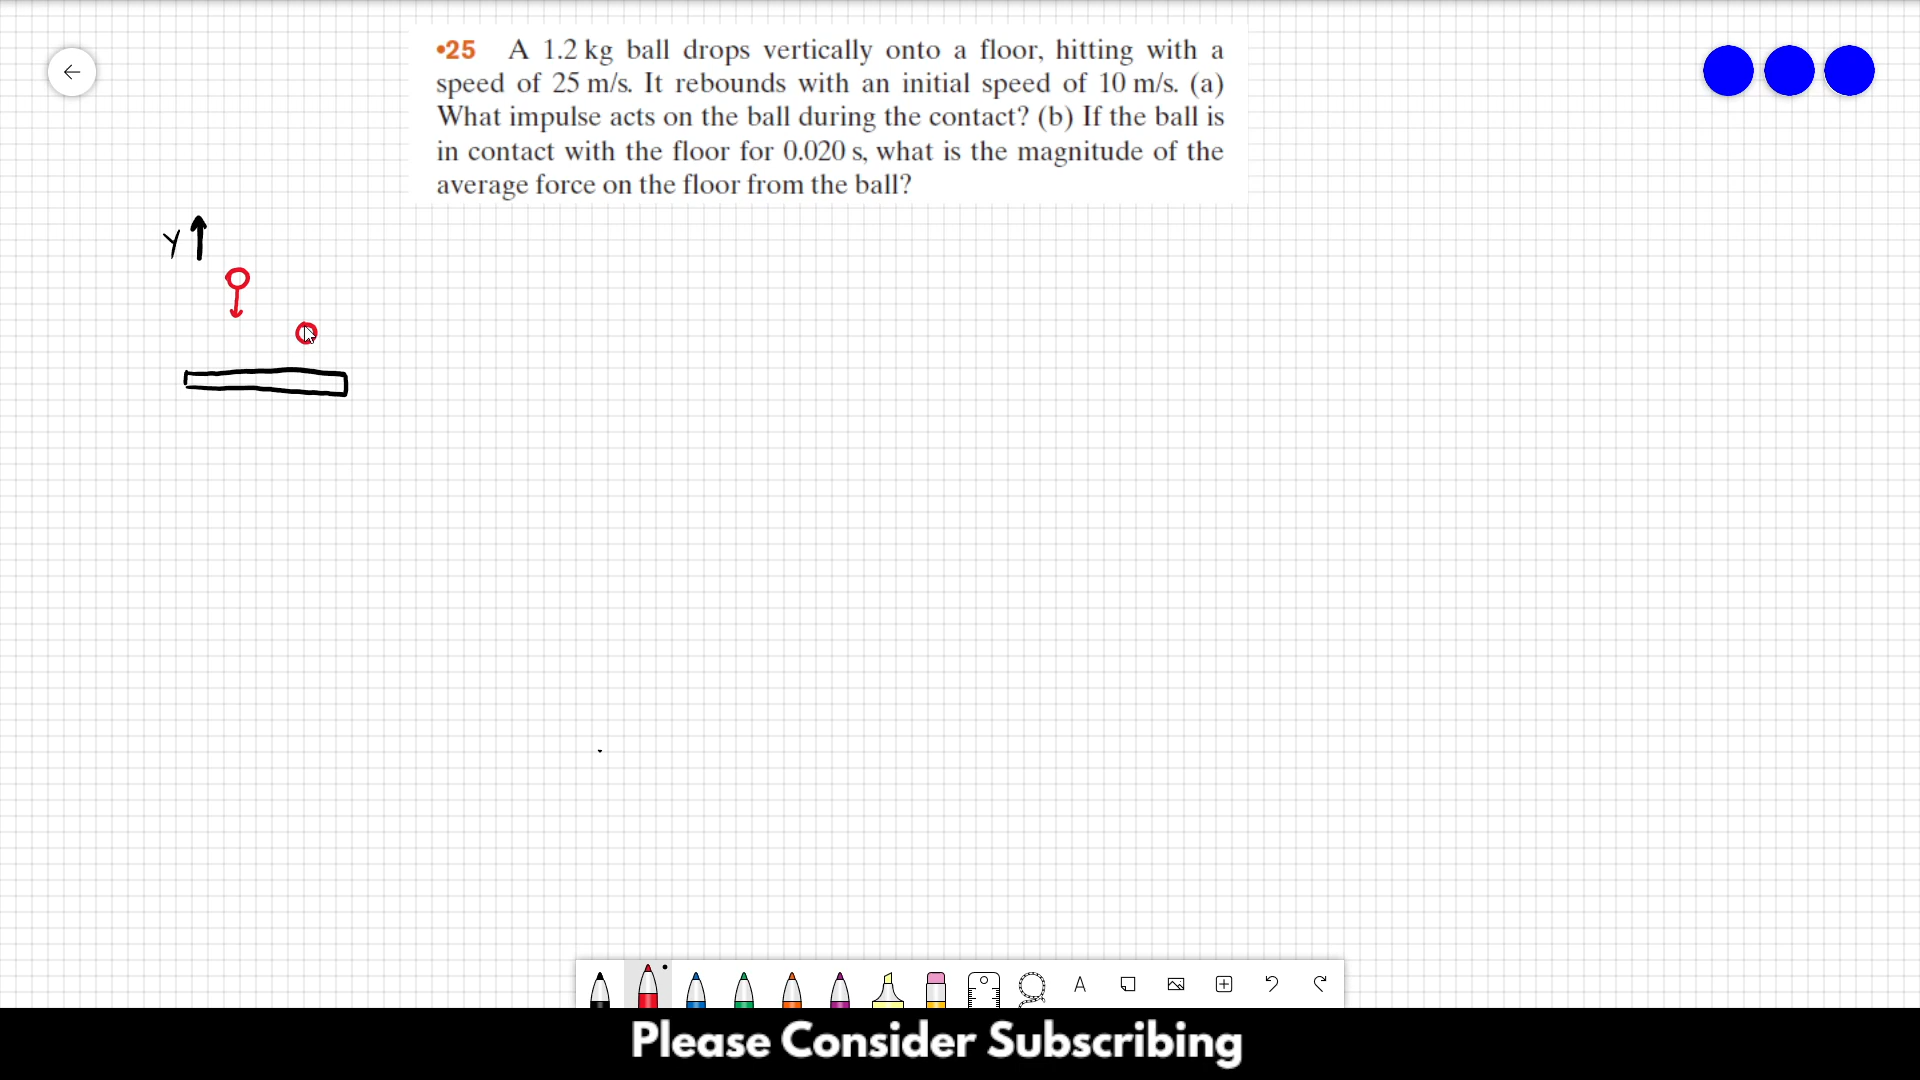 •25 A 1.2 kg ball drops vertically onto a floor, hitting with a
speed of 25 m/s. It rebounds with an initial speed of 10 m/s. (a)
What impulse acts on the ball during the contact? (b) If the ball is
in contact with the floor for 0.020 s, what is the magnitude of the
average force on the floor from the ball?
Y
A
Please Consider Subscribing